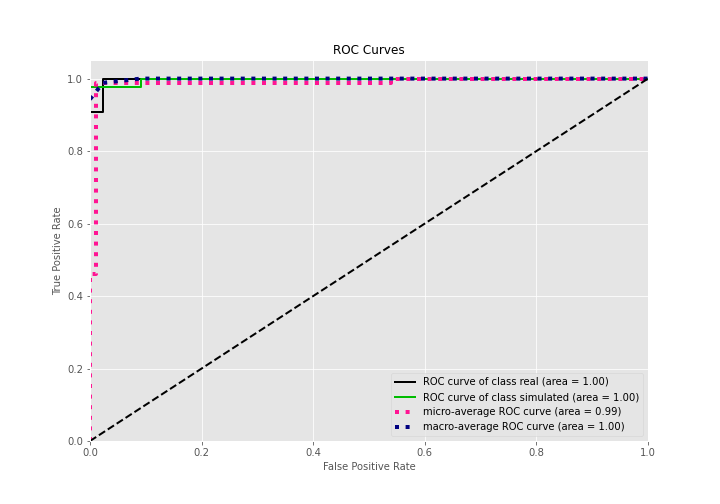 ROC Curves
1.0
0.8
0.6
0.4
0.2
0.0
True Positive Rate
0.0 0.2 0.4 0.6 0.8 1.0
False Positive Rate
ROC curve of class real (area = 1.00)
ROC curve of class simulated (area = 1.00)
micro-average ROC curve (area = 0.99)
macro-average ROC curve (area = 1.00)